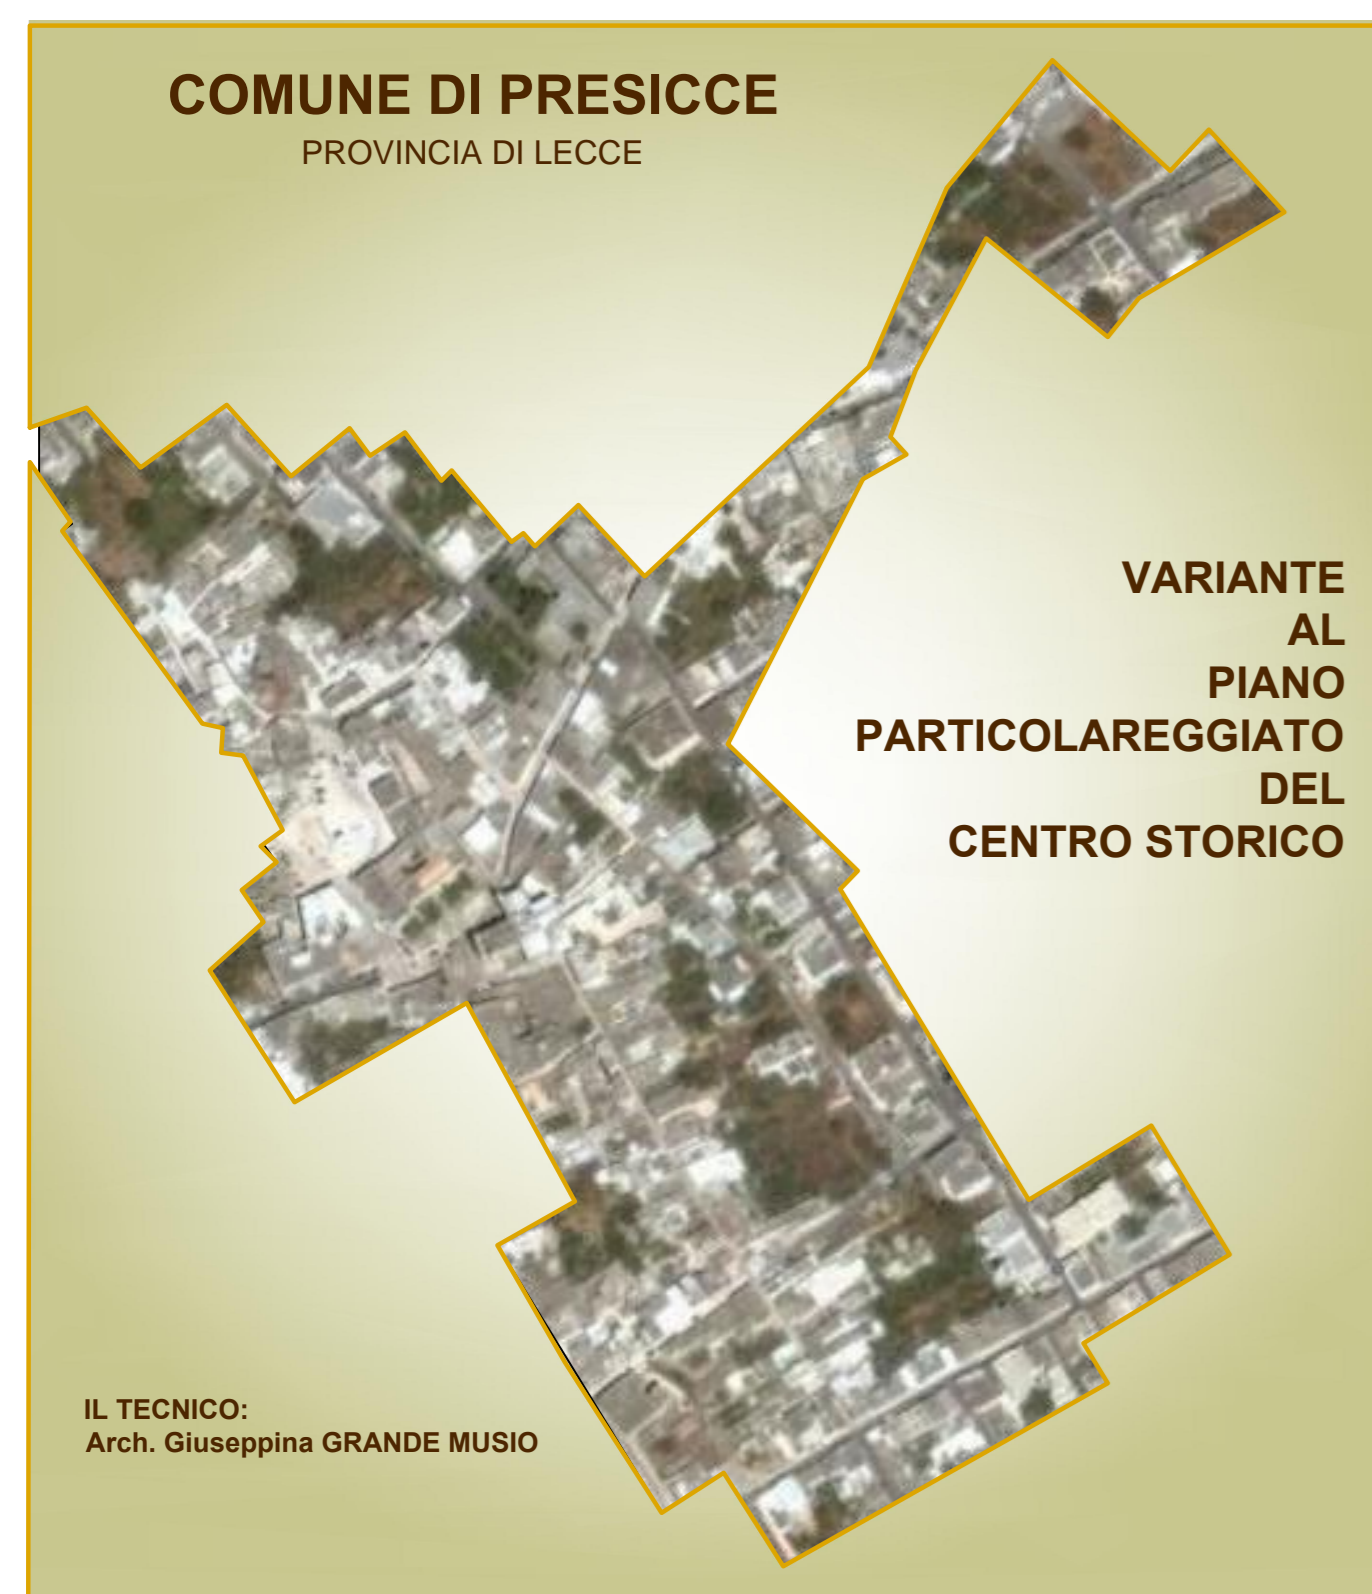 COMUNE DI PRESICCE
PROVINCIA DI LECCE
VARIANTE
AL
PIANO
PARTICOLAREGGIATO
DEL
CENTRO STORICO
IL TECNICO:
Arch. Giuseppina GRANDE MUSIO